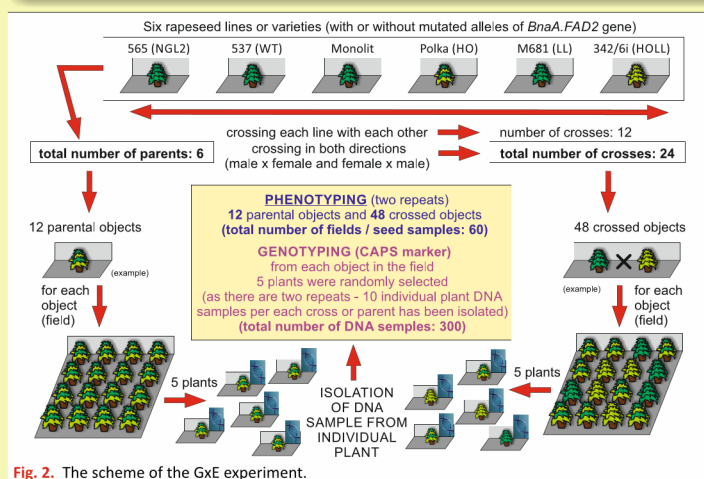 Six rapeseed lines or varieties (with or without mutated alleles of BnaA.FAD2 gene)
565 (NGL2) 537 (WT) Monolit Polka (HO) M681 (LL) 342/6i (HOLL)
total number of parents: 6
crossing each line with each other
crossing in both directions
(male x female and female x male)
number of crosses: 12
total number of crosses: 24
12 parental objects
(example)
for each
object
(field)
PHENOTYPING (two repeats)
12 parental objects and 48 crossed objects
(total number of fields / seed samples: 60)
GENOTYPING (CAPS marker)
from each object in the field
5 plants were randomly selected
(as there are two repeats - 10 individual plant DNA
samples per each cross or parent has been isolated)
(total number of DNA samples: 300)
48 crossed objects
(example)
for each
object
(field)
5 plants
ISOLATION
OF DNA
SAMPLE FROM
INDIVIDUAL
PLANT
5 plants
Fig. 2. The scheme of the GxE experiment.